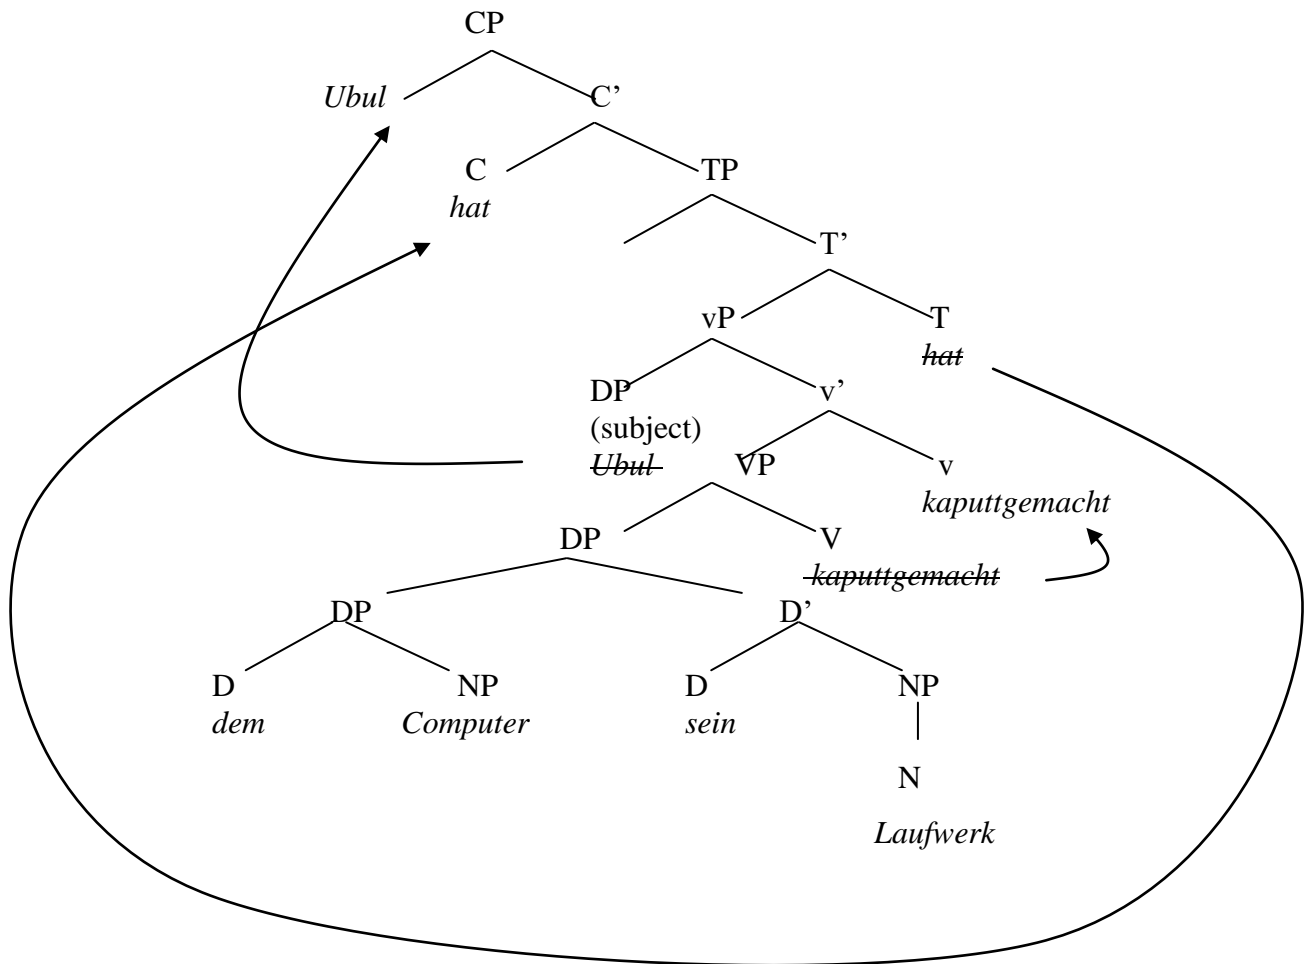 CP
Ubul C’
C TP
hat
T’
vP T
hat
DP v’
(subject)
Ubul VP v
kaputtgemacht
DP V
kaputtgemacht
DP D’
D NP D NP
dem Computer sein
N
Laufwerk